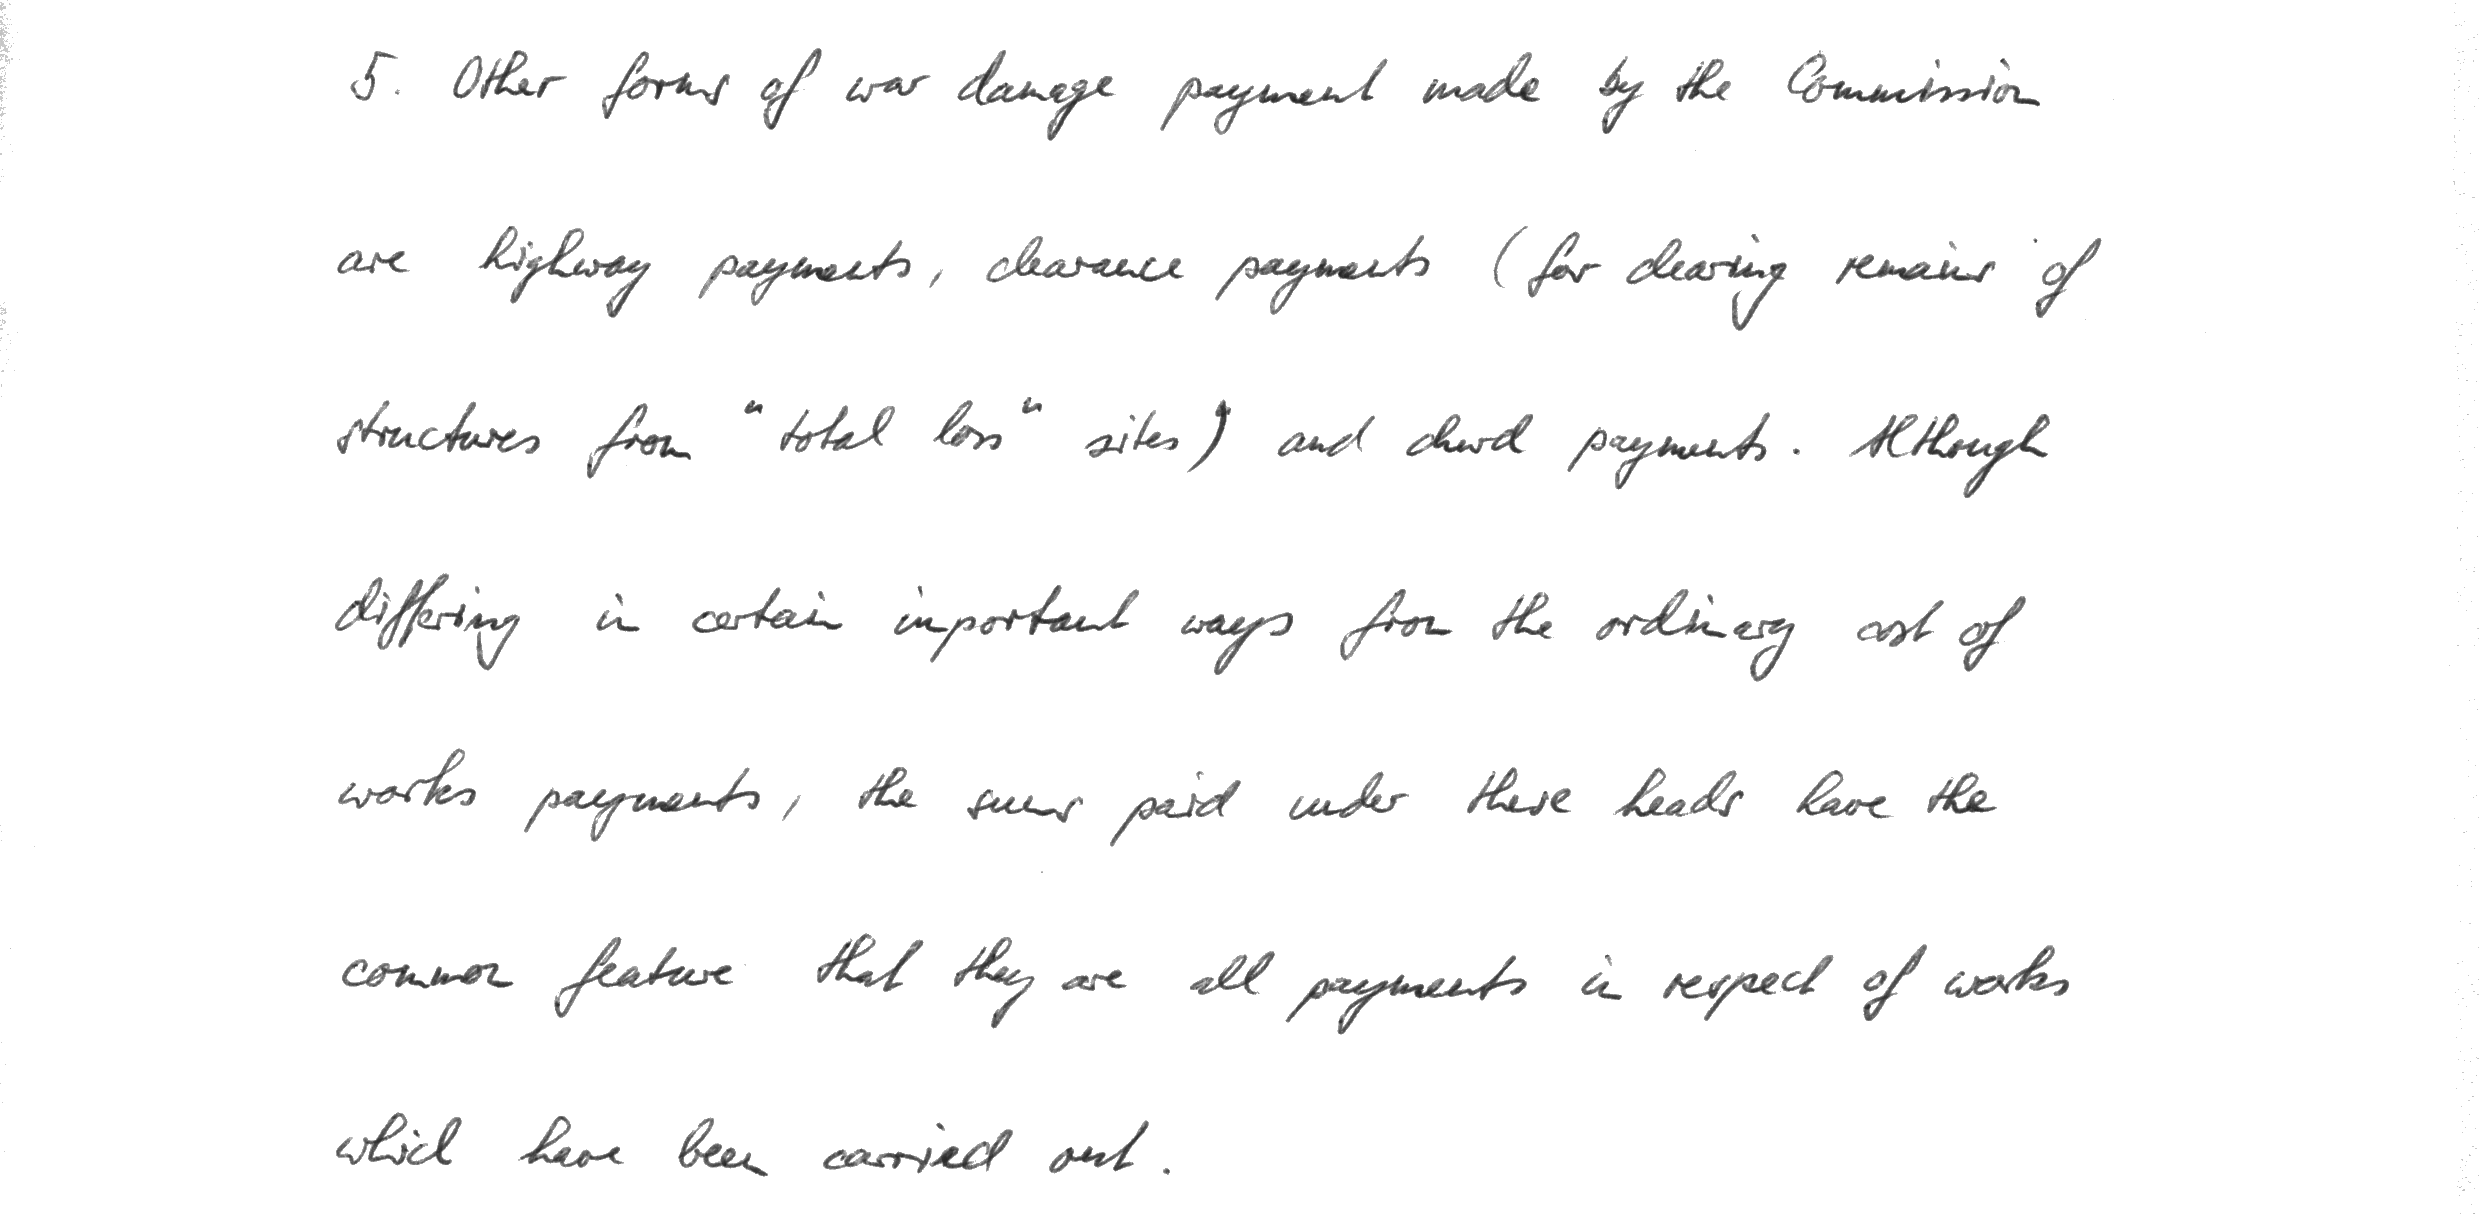 5. Other forms of war damage payment made by the Commission
are highway payments, clearance payments (for clearing remains of
structures from "total loss" sites) and church payments. Although
differing in certain important ways from the ordinary cost of
works payments, the sums paid under these heads have the
common feature that they are all payments in respect of works
which have been carried out.